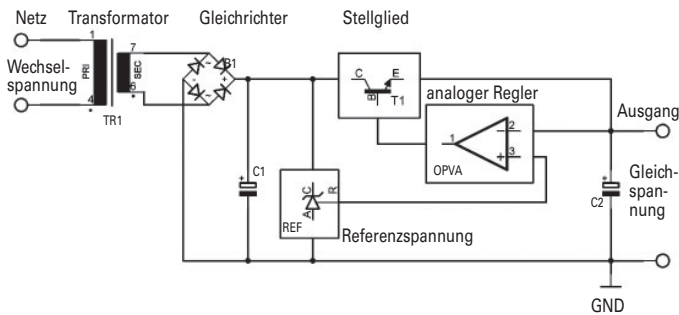 Netz
Transformator
Gleichrichter
Stellglied
1
7
B1
C
E
Wechsel-
spannung
PRI
SEC
~
-
+
~
B
T1
analoger Regler
4
6
TR1
1
2
3
-
+
OPVA
Ausgang
+
C1
C
R
A
REF
Referenzspannung
+
C2
Gleich-
span-
nung
GND